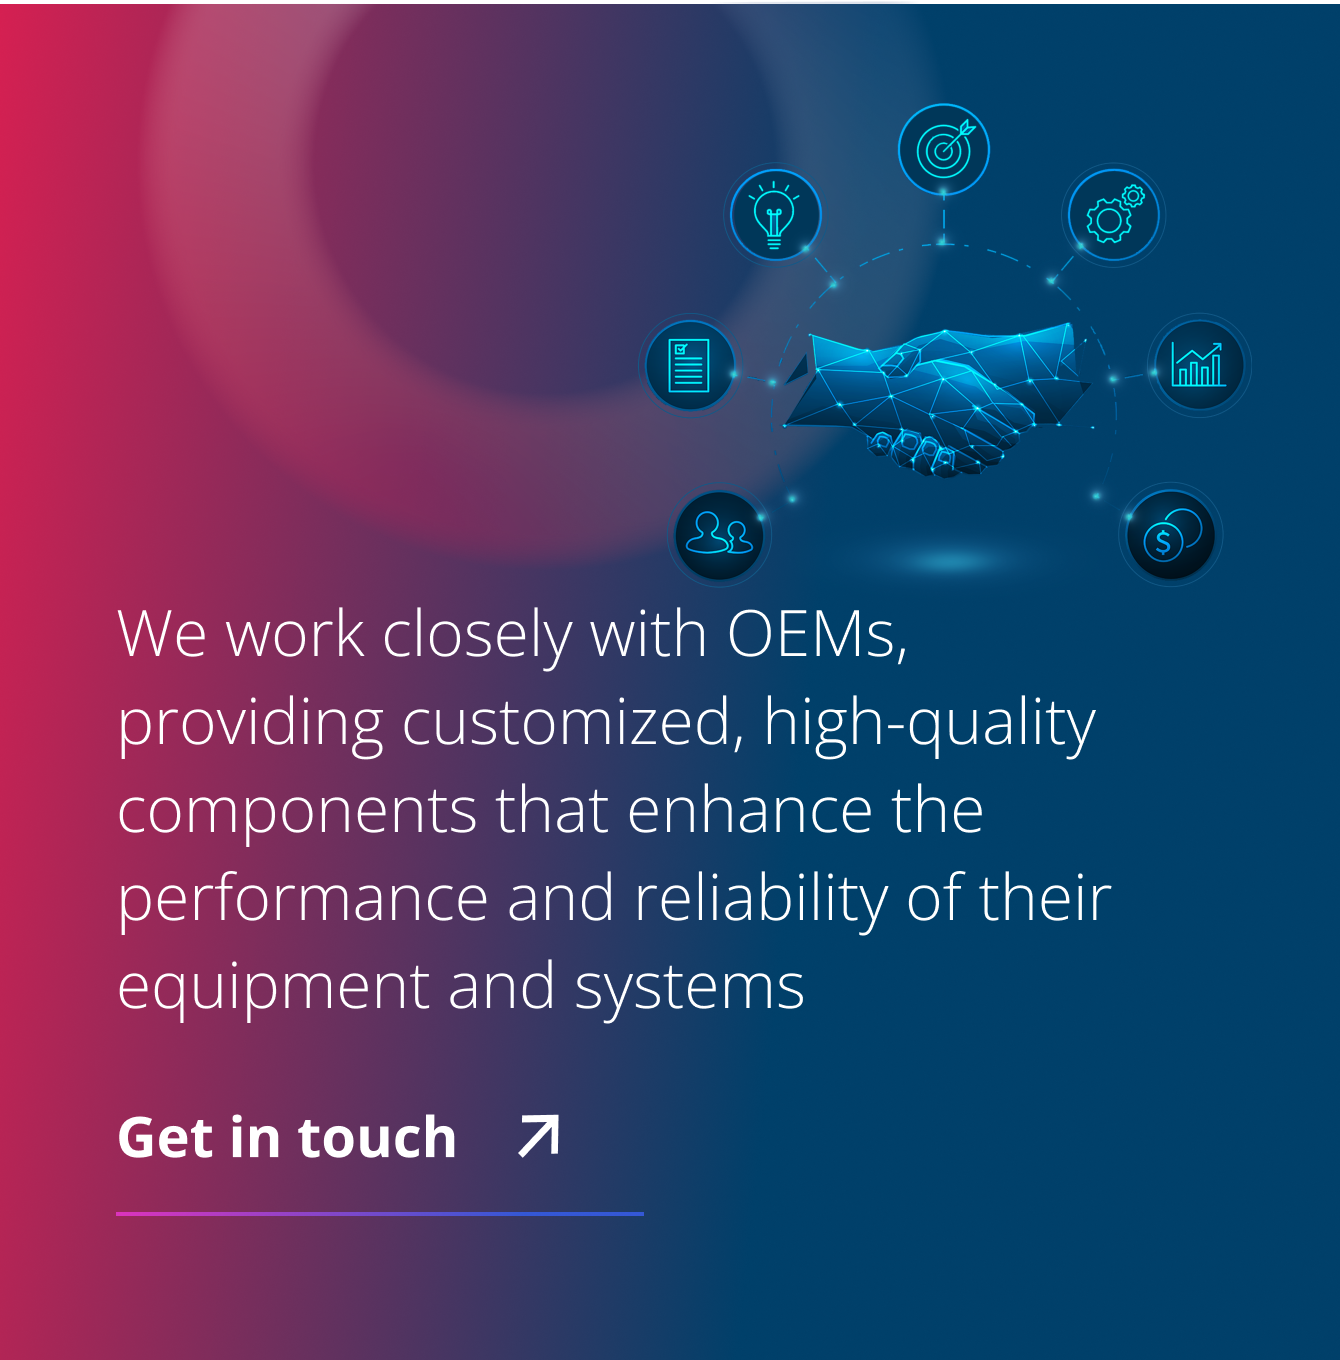 We work closely with OEMs,
providing customized, high-quality
components that enhance the
performance and reliability of their
equipment and systems
Get in touch